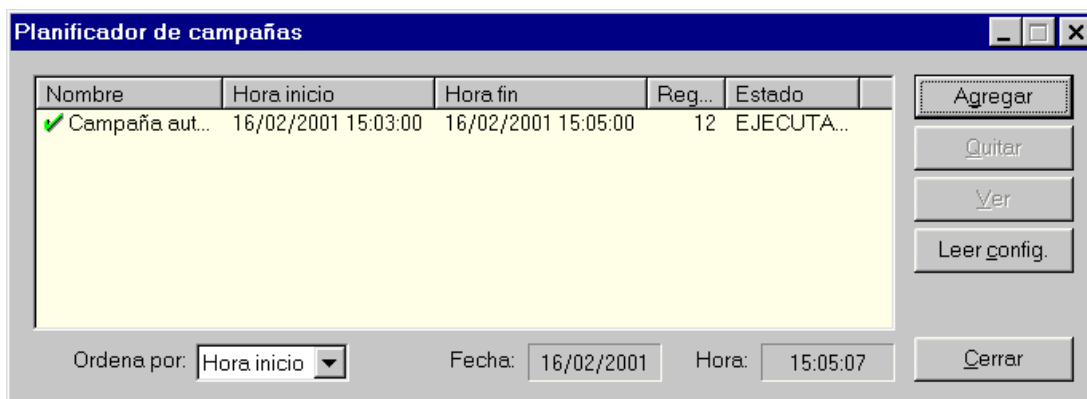 Planificador de campañas
Nombre Hora inicio Hora fin Reg... Estado
Campaña aut... 16/02/2001 15:03:00 16/02/2001 15:05:00 12 EJECUTA...
Agregar
Quitar
Ver
Leer config.
Ordena por: Hora inicio Fecha: 16/02/2001 Hora: 15:05:07 Cerrar